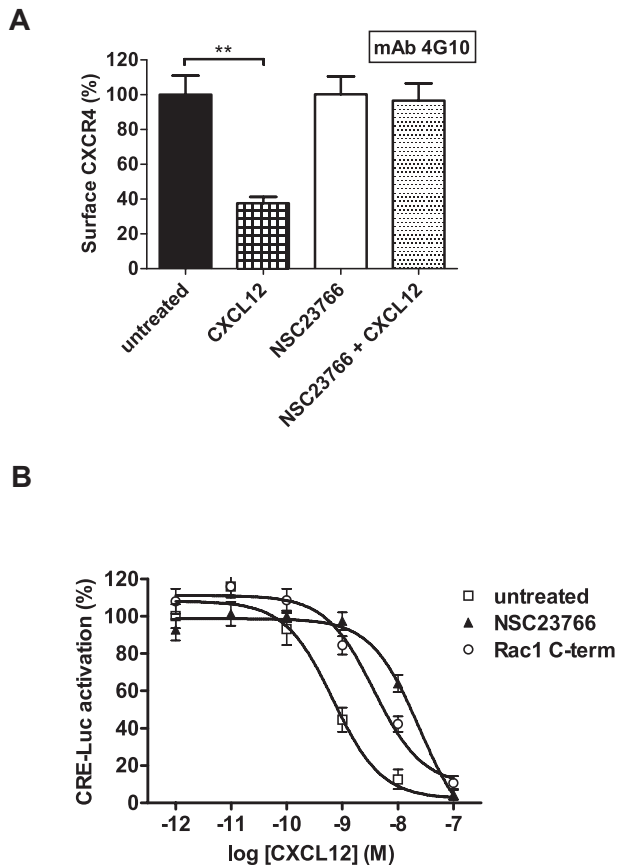 A
mAb 4G10
**
Surface CXCR4 (%)
120
100
80
60
40
20
0
untreated
CXCL12
NSC23766
NSC23766 + CXCL12
B
CRE-Luc activation (%)
120
100
80
60
40
20
0
-12 -11 -10 -9 -8 -7
log [CXCL12] (M)
untreated
NSC23766
Rac1 C-term